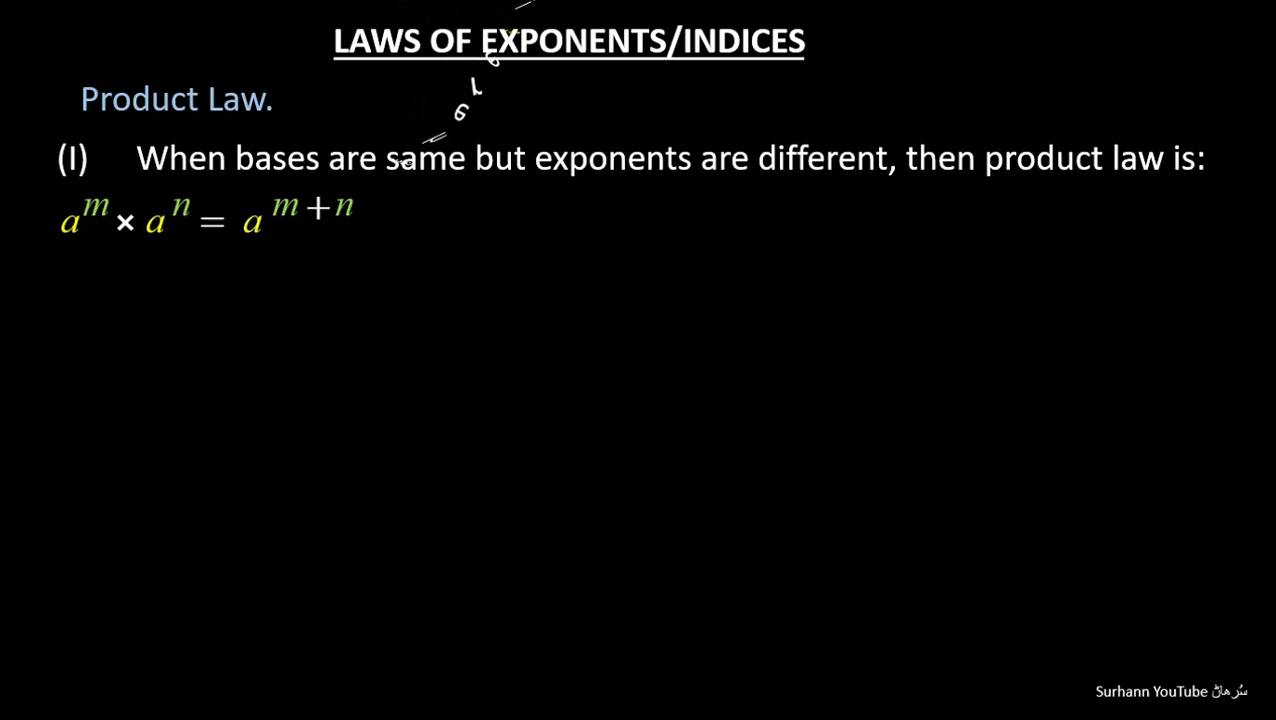 LAWS OF EXPONENTS/INDICES
Product Law.
(I) When bases are same but exponents are different, then product law is:
a^m × a^n = a^{m+n}
Surhann YouTube سُرهاڻ